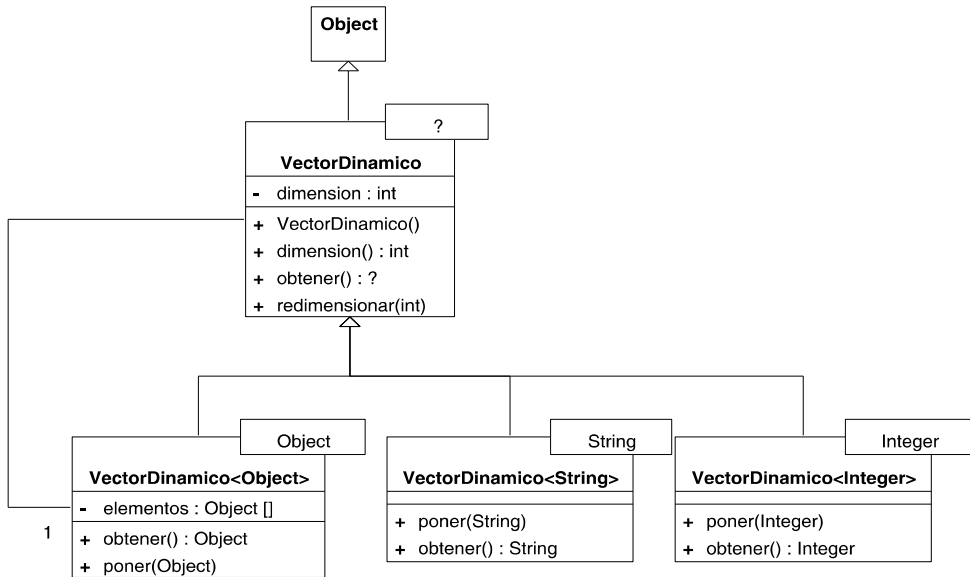 Object
?
VectorDinamico
- dimension : int
+ VectorDinamico()
+ dimension() : int
+ obtener() : ?
+ redimensionar(int)
Object
VectorDinamico<Object>
- elementos : Object []
+ obtener() : Object
+ poner(Object)
1
String
VectorDinamico<String>
+ poner(String)
+ obtener() : String
Integer
VectorDinamico<Integer>
+ poner(Integer)
+ obtener() : Integer